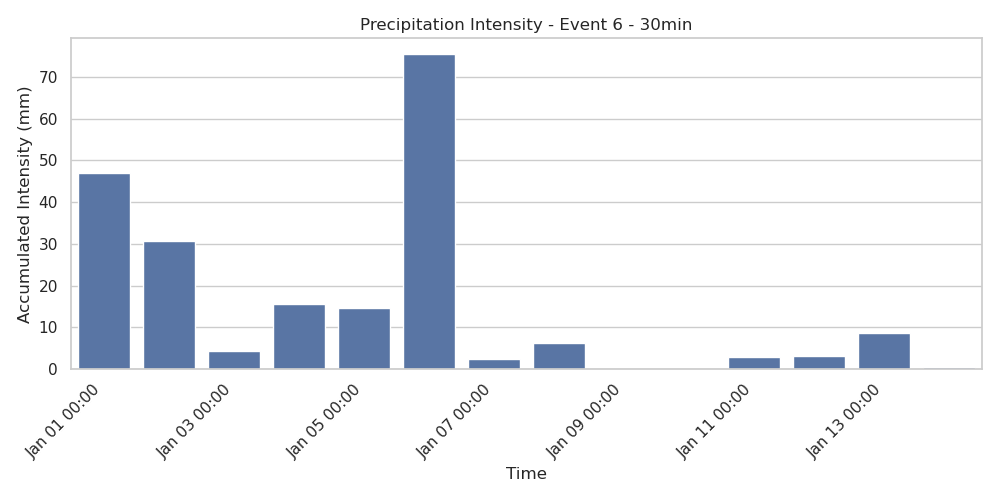 Precipitation Intensity - Event 6 - 30min
Accumulated Intensity (mm)
70
60
50
40
30
20
10
0
Jan 01 00:00
Jan 03 00:00
Jan 05 00:00
Jan 07 00:00
Jan 09 00:00
Jan 11 00:00
Jan 13 00:00
Time